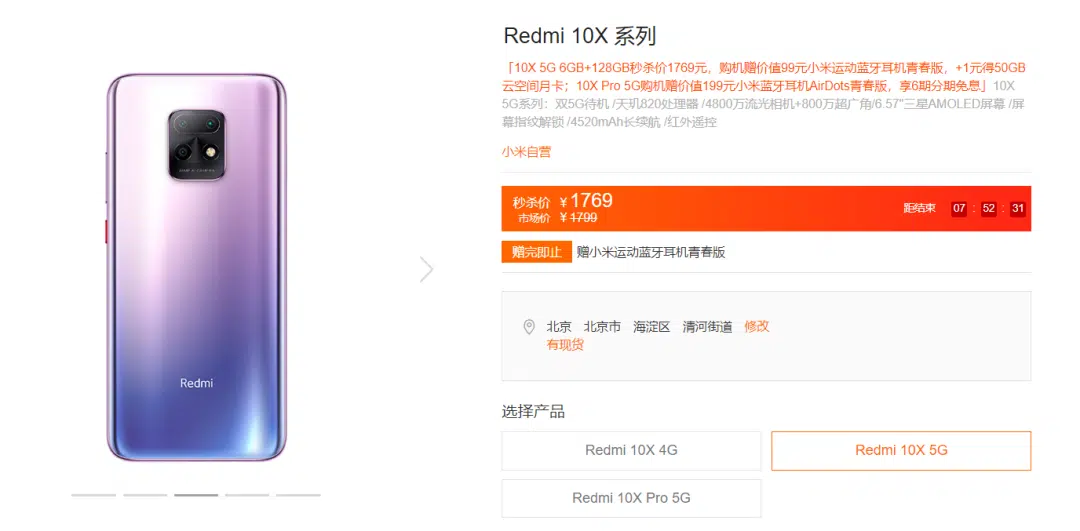 Redmi 10X 系列
「10X 5G 6GB+128GB秒杀价1769元，购机赠价值99元小米运动蓝牙耳机青春版，+1元得50GB
云空间月卡；10X Pro 5G购机赠价值199元小米蓝牙耳机AirDots青春版，享6期分期免息」10X
5G系列：双5G待机 /天玑820处理器 /4800万流光相机+800万超广角/6.57"三星AMOLED屏幕 /屏
幕指纹解锁 /4520mAh长续航 /红外遥控
小米自营
秒杀价 ￥1769
市场价 ￥1799
距结束 07 : 52 : 31
赠完即止 赠小米运动蓝牙耳机青春版
北京 北京市 海淀区 清河街道 修改
有现货
选择产品
Redmi 10X 4G
Redmi 10X 5G
Redmi 10X Pro 5G
Redmi